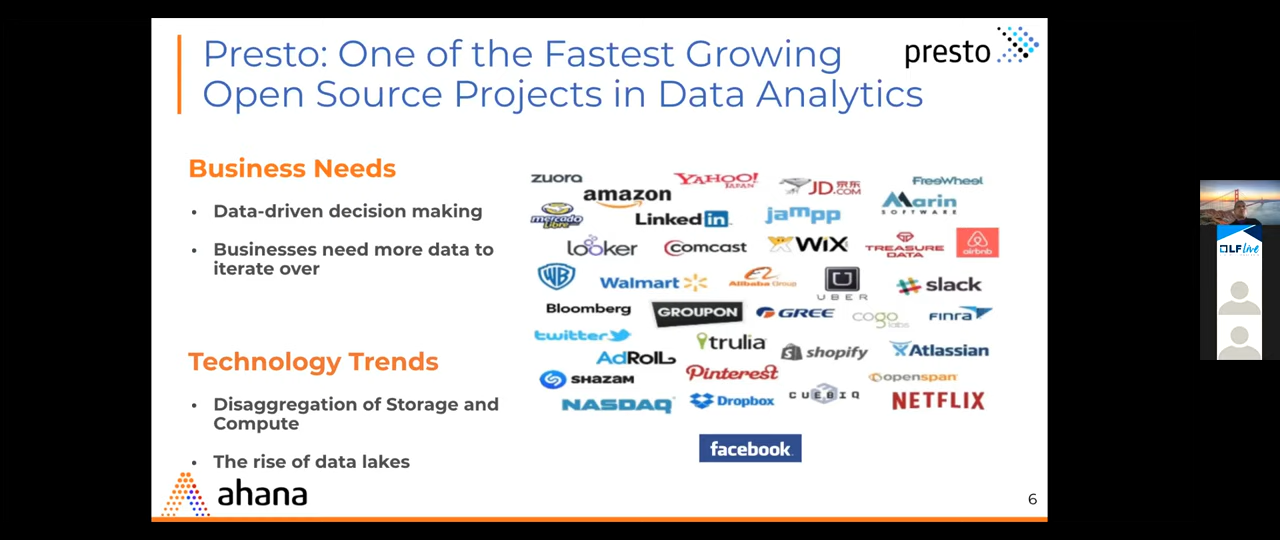 Presto: One of the Fastest Growing
Open Source Projects in Data Analytics
presto
Business Needs
• Data-driven decision making
• Businesses need more data to
iterate over
Technology Trends
• Disaggregation of Storage and
Compute
• The rise of data lakes
zuora
YAHOO!
JAPAN
JD.COM
京东
FreeWheel
amazon
Marin
SOFTWARE
mercado
libre
LinkedIn
jampp
looker
comcast
WiX
TREASURE
DATA
airbnb
WB
Walmart
Alibaba Group
UBER
slack
Bloomberg
GROUPON
GREE
cogo
labs
FINRA
twitter
trulia
shopify
Atlassian
AdRoll
SHAZAM
Pinterest
openspan
NASDAQ
Dropbox
CUEBIQ
NETFLIX
facebook
ahana
6
LF Live